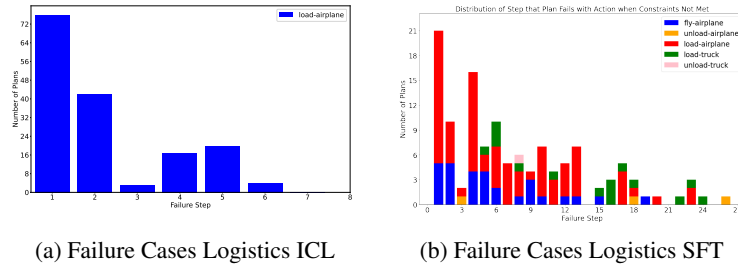 load-airplane
72
64
56
48
40
32
24
16
8
0
Number of Plans
1 2 3 4 5 6 7 8
Failure Step
(a) Failure Cases Logistics ICL
Distribution of Step that Plan Fails with Action when Constraints Not Met
fly-airplane
unload-airplane
load-airplane
load-truck
unload-truck
21
18
15
12
9
6
3
0
Number of Plans
0 3 6 9 12 15 18 21 24
Failure Step
(b) Failure Cases Logistics SFT